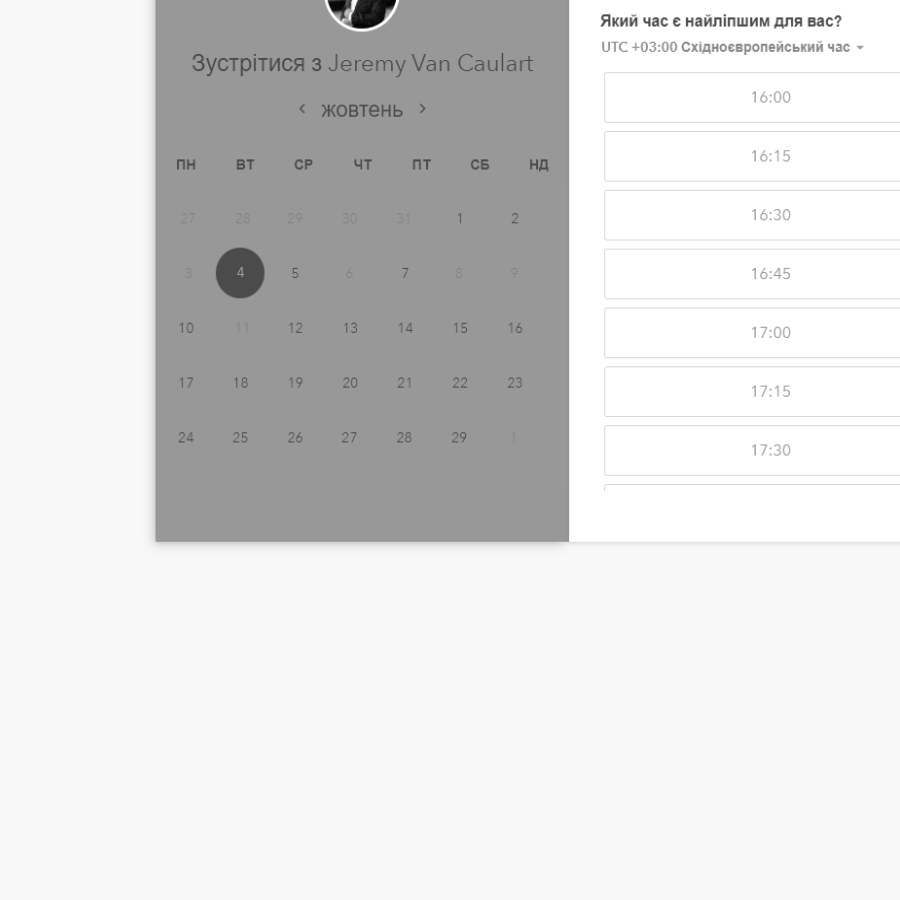 Зустрітися з Jeremy Van Caulart
жовтень
ПН ВТ СР ЧТ ПТ СБ НД
27 28 29 30 31 1 2
3 4 5 6 7 8 9
10 11 12 13 14 15 16
17 18 19 20 21 22 23
24 25 26 27 28 29 1
Який час є найліпшим для вас?
UTC +03:00 Східноєвропейський час
16:00
16:15
16:30
16:45
17:00
17:15
17:30